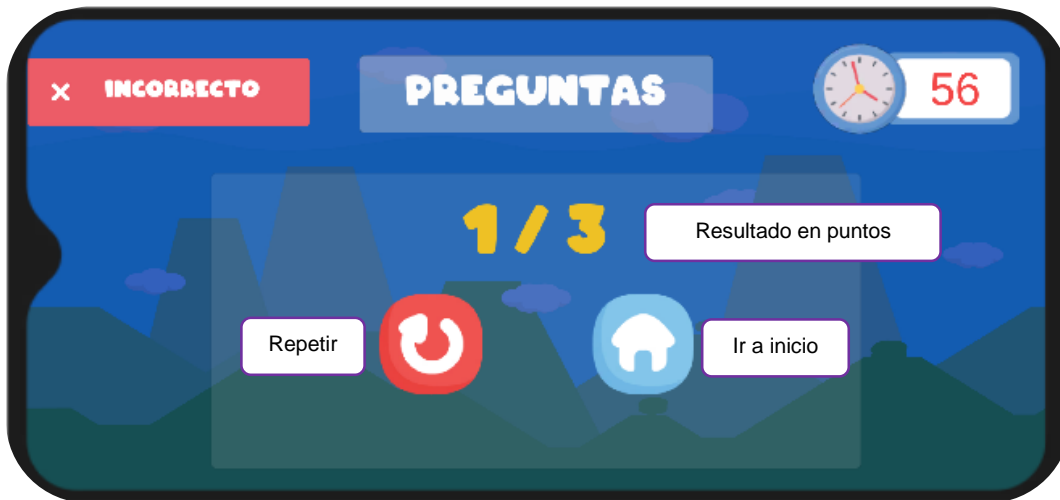 × INCORRECTO
PREGUNTAS
56
1/3
Resultado en puntos
Repetir
Ir a inicio